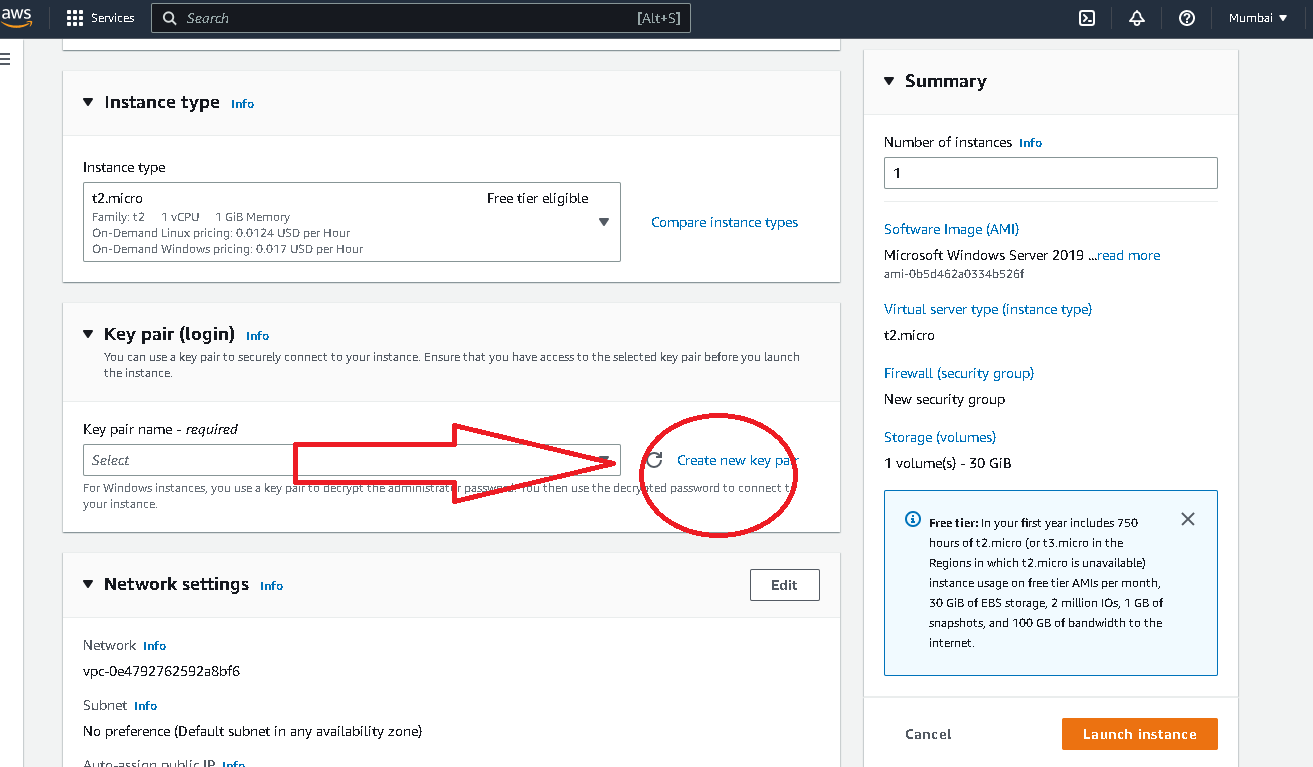 aws
Services
Search
[Alt+S]
Mumbai
Instance type Info
Instance type
t2.micro
Free tier eligible
Family: t2 1 vCPU 1 GiB Memory
On-Demand Linux pricing: 0.0124 USD per Hour
On-Demand Windows pricing: 0.017 USD per Hour
Compare instance types
Key pair (login) Info
You can use a key pair to securely connect to your instance. Ensure that you have access to the selected key pair before you launch
the instance.
Key pair name - required
Select
Create new key pair
For Windows instances, you use a key pair to decrypt the administrator password. You then use the decrypted password to connect to
your instance.
Network settings Info
Edit
Network Info
vpc-0e4792762592a8bf6
Subnet Info
No preference (Default subnet in any availability zone)
Auto-assign public IP Info
Summary
Number of instances Info
1
Software Image (AMI)
Microsoft Windows Server 2019 ...read more
ami-0b5d462a0334b526f
Virtual server type (instance type)
t2.micro
Firewall (security group)
New security group
Storage (volumes)
1 volume(s) - 30 GiB
Free tier: In your first year includes 750
hours of t2.micro (or t3.micro in the
Regions in which t2.micro is unavailable)
instance usage on free tier AMIs per month,
30 GiB of EBS storage, 2 million IOs, 1 GB of
snapshots, and 100 GB of bandwidth to the
internet.
Cancel
Launch instance